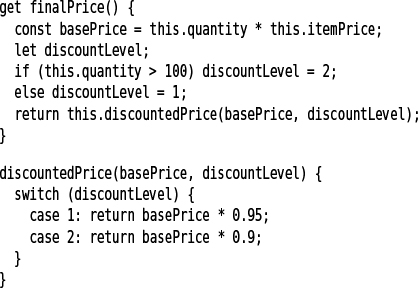 get finalPrice() {
  const basePrice = this.quantity * this.itemPrice;
  let discountLevel;
  if (this.quantity > 100) discountLevel = 2;
  else discountLevel = 1;
  return this.discountedPrice(basePrice, discountLevel);
}

discountedPrice(basePrice, discountLevel) {
  switch (discountLevel) {
    case 1: return basePrice * 0.95;
    case 2: return basePrice * 0.9;
  }
}